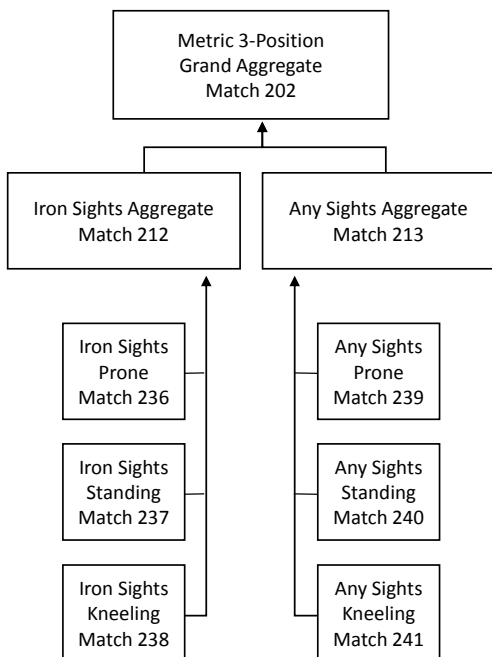 Metric 3-Position
Grand Aggregate
Match 202
Iron Sights Aggregate
Match 212
Any Sights Aggregate
Match 213
Iron Sights
Prone
Match 236
Any Sights
Prone
Match 239
Iron Sights
Standing
Match 237
Any Sights
Standing
Match 240
Iron Sights
Kneeling
Match 238
Any Sights
Kneeling
Match 241